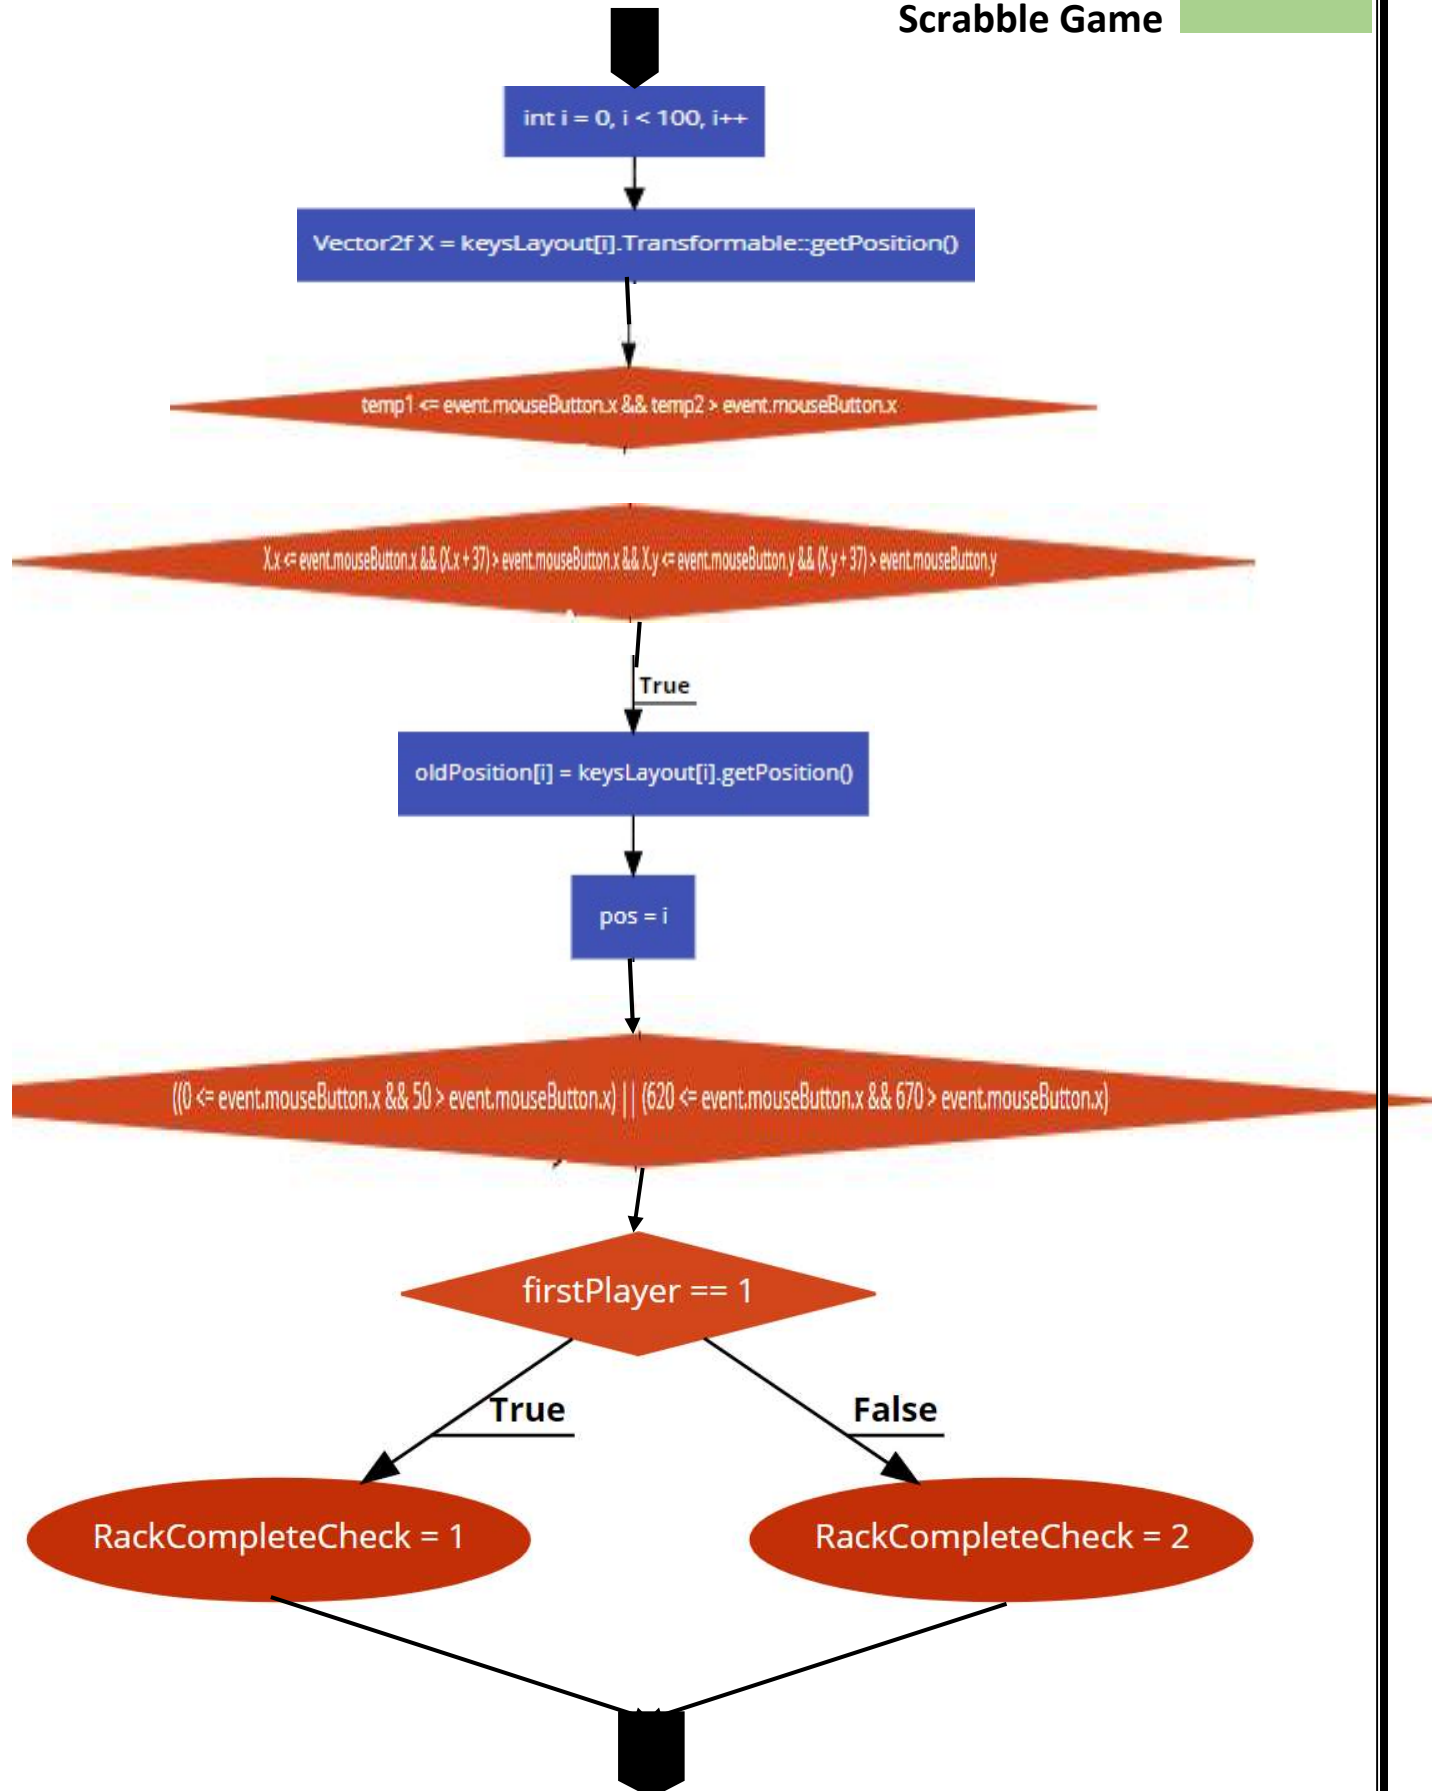 Scrabble Game
int i = 0, i < 100, i++
Vector2f X = keysLayout[i].Transformable::getPosition()
temp1 <= event.mouseButton.x && temp2 > event.mouseButton.x
X.x <= event.mouseButton.x && (X.x + 37) > event.mouseButton.x && X.y <= event.mouseButton.y && (X.y + 37) > event.mouseButton.y
True
oldPosition[i] = keysLayout[i].getPosition()
pos = i
((0 <= event.mouseButton.x && 50 > event.mouseButton.x) || (620 <= event.mouseButton.x && 670 > event.mouseButton.x)
firstPlayer == 1
True False
RackCompleteCheck = 1 RackCompleteCheck = 2